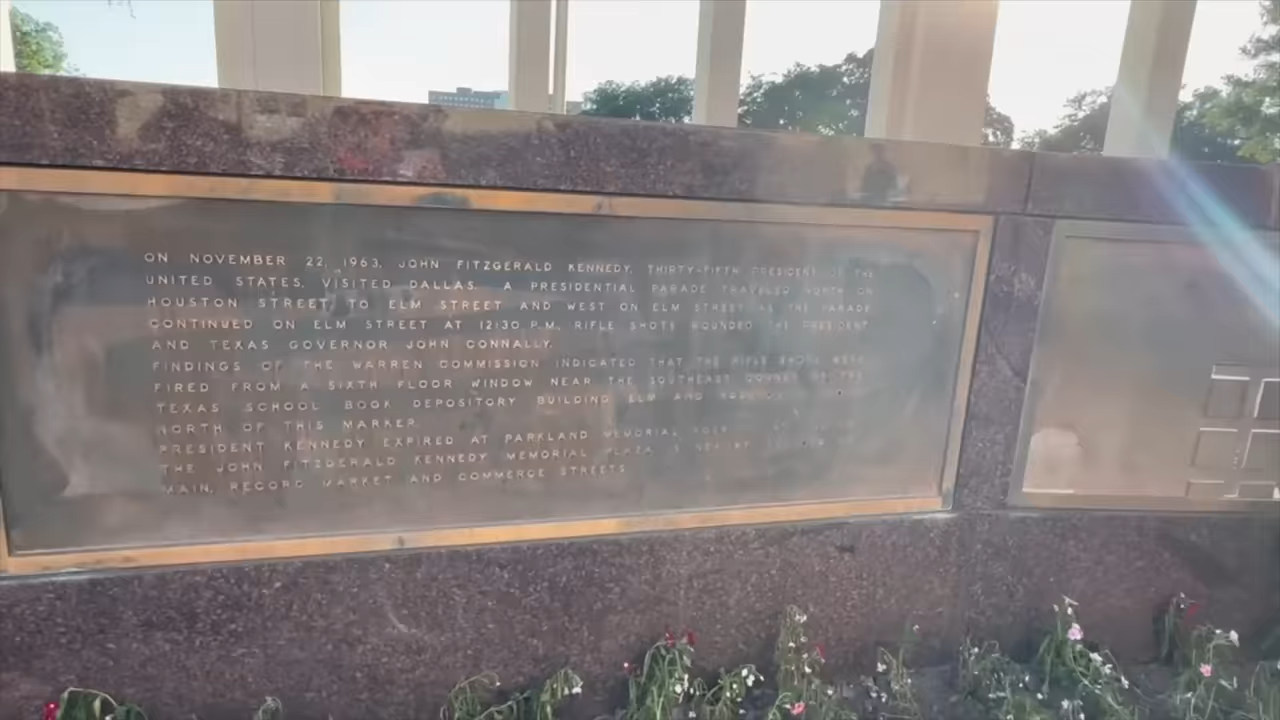 ON NOVEMBER 22, 1963, JOHN FITZGERALD KENNEDY, THIRTY-FIFTH PRESIDENT OF THE
UNITED STATES, VISITED DALLAS. A PRESIDENTIAL PARADE TRAVELED NORTH ON
HOUSTON STREET TO ELM STREET AND WEST ON ELM STREET. AS THE PARADE
CONTINUED ON ELM STREET AT 12:30 P.M. RIFLE SHOTS WOUNDED THE PRESIDENT
AND TEXAS GOVERNOR JOHN CONNALLY.
FINDINGS OF THE WARREN COMMISSION INDICATED THAT THE RIFLE SHOTS WERE
FIRED FROM A SIXTH FLOOR WINDOW NEAR THE SOUTHEAST CORNER OF THE
TEXAS SCHOOL BOOK DEPOSITORY BUILDING ELM AND
NORTH OF THIS MARKER.
PRESIDENT KENNEDY EXPIRED AT PARKLAND MEMORIAL
THE JOHN FITZGERALD KENNEDY MEMORIAL PLAZA IS NEARBY
MAIN, RECORD MARKET AND COMMERCE STREETS